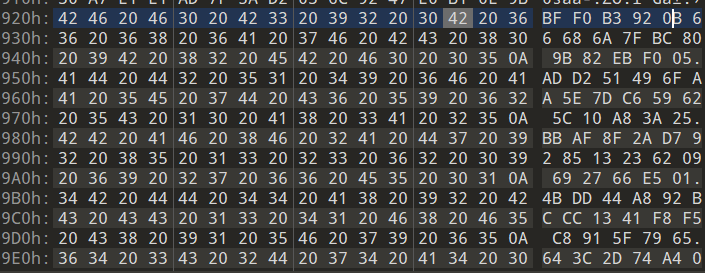 920h: 42 46 20 46 30 20 42 33 20 39 32 20 30 42 20 36 BF F0 B3 92 0B 6
930h: 36 20 36 38 20 36 41 20 37 46 20 42 43 20 38 30 6 68 6A 7F BC 80
940h: 20 39 42 20 38 32 20 45 42 20 46 30 20 30 35 0A 9B 82 EB F0 05.
950h: 41 44 20 44 32 20 35 31 20 34 39 20 36 46 20 41 AD D2 51 49 6F A
960h: 41 20 35 45 20 37 44 20 43 36 20 35 39 20 36 32 A 5E 7D C6 59 62
970h: 20 35 43 20 31 30 20 41 38 20 33 41 20 32 35 0A 5C 10 A8 3A 25.
980h: 42 42 20 41 46 20 38 46 20 32 41 20 44 37 20 39 BB AF 8F 2A D7 9
990h: 32 20 38 35 20 31 33 20 32 33 20 36 32 20 30 39 2 85 13 23 62 09
9A0h: 20 36 39 20 32 37 20 36 36 20 45 35 20 30 31 0A 69 27 66 E5 01.
9B0h: 34 42 20 44 44 20 34 34 20 41 38 20 39 32 20 42 4B DD 44 A8 92 B
9C0h: 43 20 43 43 20 31 33 20 34 31 20 46 38 20 46 35 C CC 13 41 F8 F5
9D0h: 20 43 38 20 39 31 20 35 46 20 37 39 20 36 35 0A C8 91 5F 79 65.
9E0h: 36 34 20 33 43 20 32 44 20 37 34 20 41 34 20 30 64 3C 2D 74 A4 0